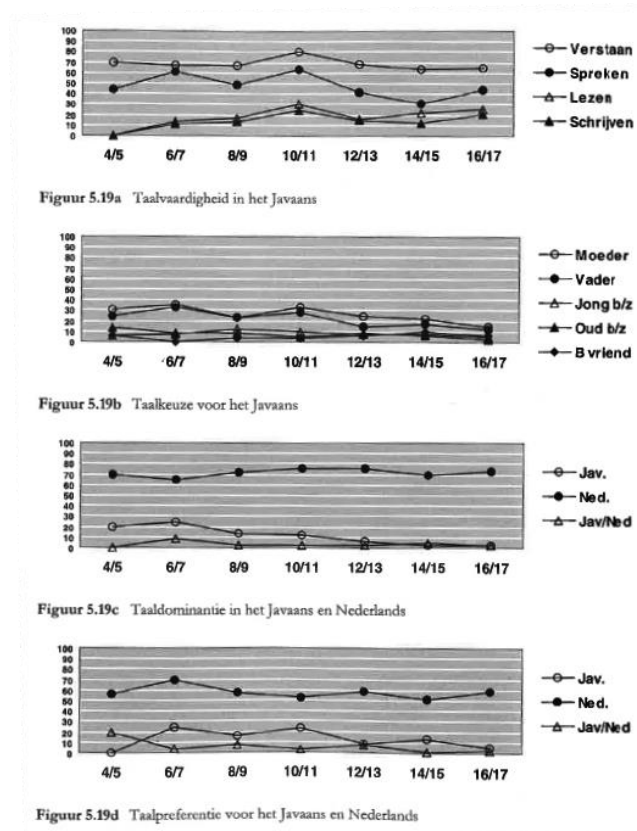 100
90
80
70
60
50
40
30
20
10
0
4/5 6/7 8/9 10/11 12/13 14/15 16/17
Verstaan
Spreken
Lezen
Schrijven
Figuur 5.19a Taalvaardigheid in het Javaans
100
90
80
70
60
50
40
30
20
10
0
4/5 6/7 8/9 10/11 12/13 14/15 16/17
Moeder
Vader
Jong b/z
Oud b/z
B vriend
Figuur 5.19b Taalkeuze voor het Javaans
100
90
80
70
60
50
40
30
20
10
0
4/5 6/7 8/9 10/11 12/13 14/15 16/17
Jav.
Ned.
Jav/Ned
Figuur 5.19c Taaldominantie in het Javaans en Nederlands
100
90
80
70
60
50
40
30
20
10
0
4/5 6/7 8/9 10/11 12/13 14/15 16/17
Jav.
Ned.
Jav/Ned
Figuur 5.19d Taalpreferentie voor het Javaans en Nederlands